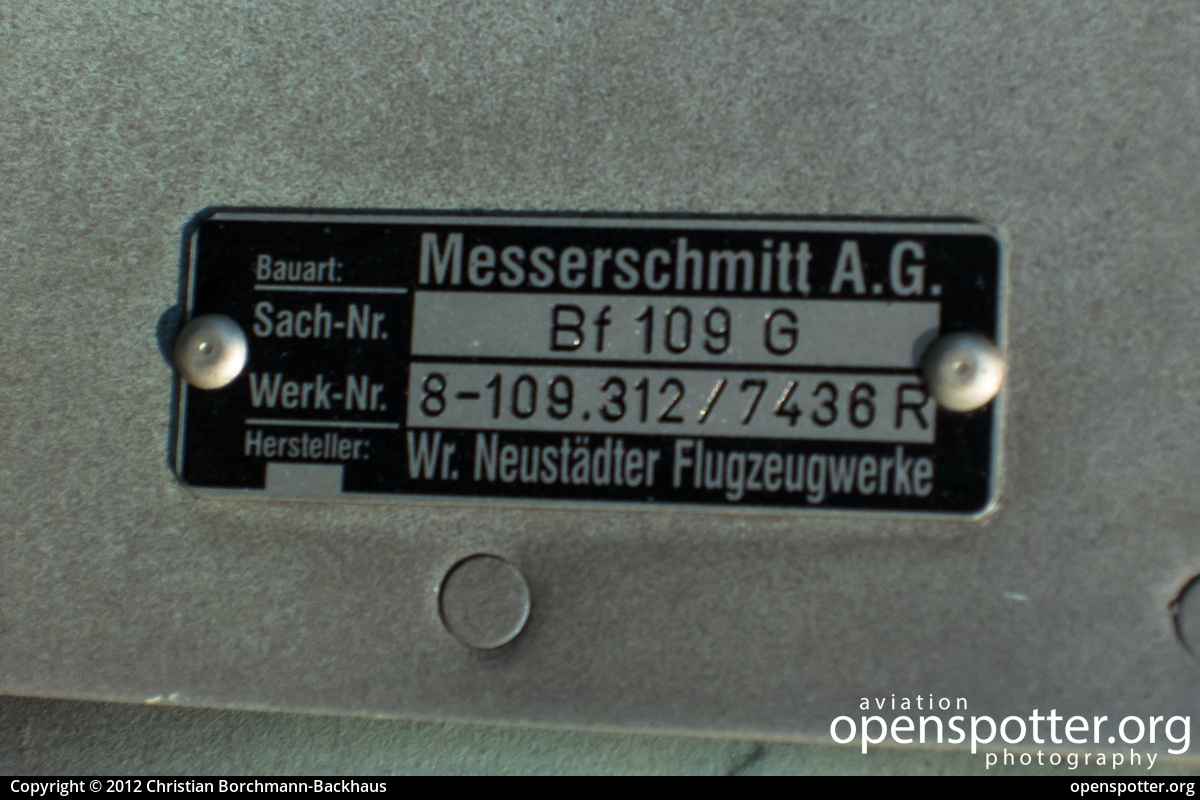 Bauart: Messerschmitt A.G.
Sach-Nr. Bf 109 G
Werk-Nr. 8-109.312/7436 R
Hersteller: Wr. Neustädter Flugzeugwerke
aviation
openspotter.org
photography
Copyright © 2012 Christian Borchmann-Backhaus openspotter.org